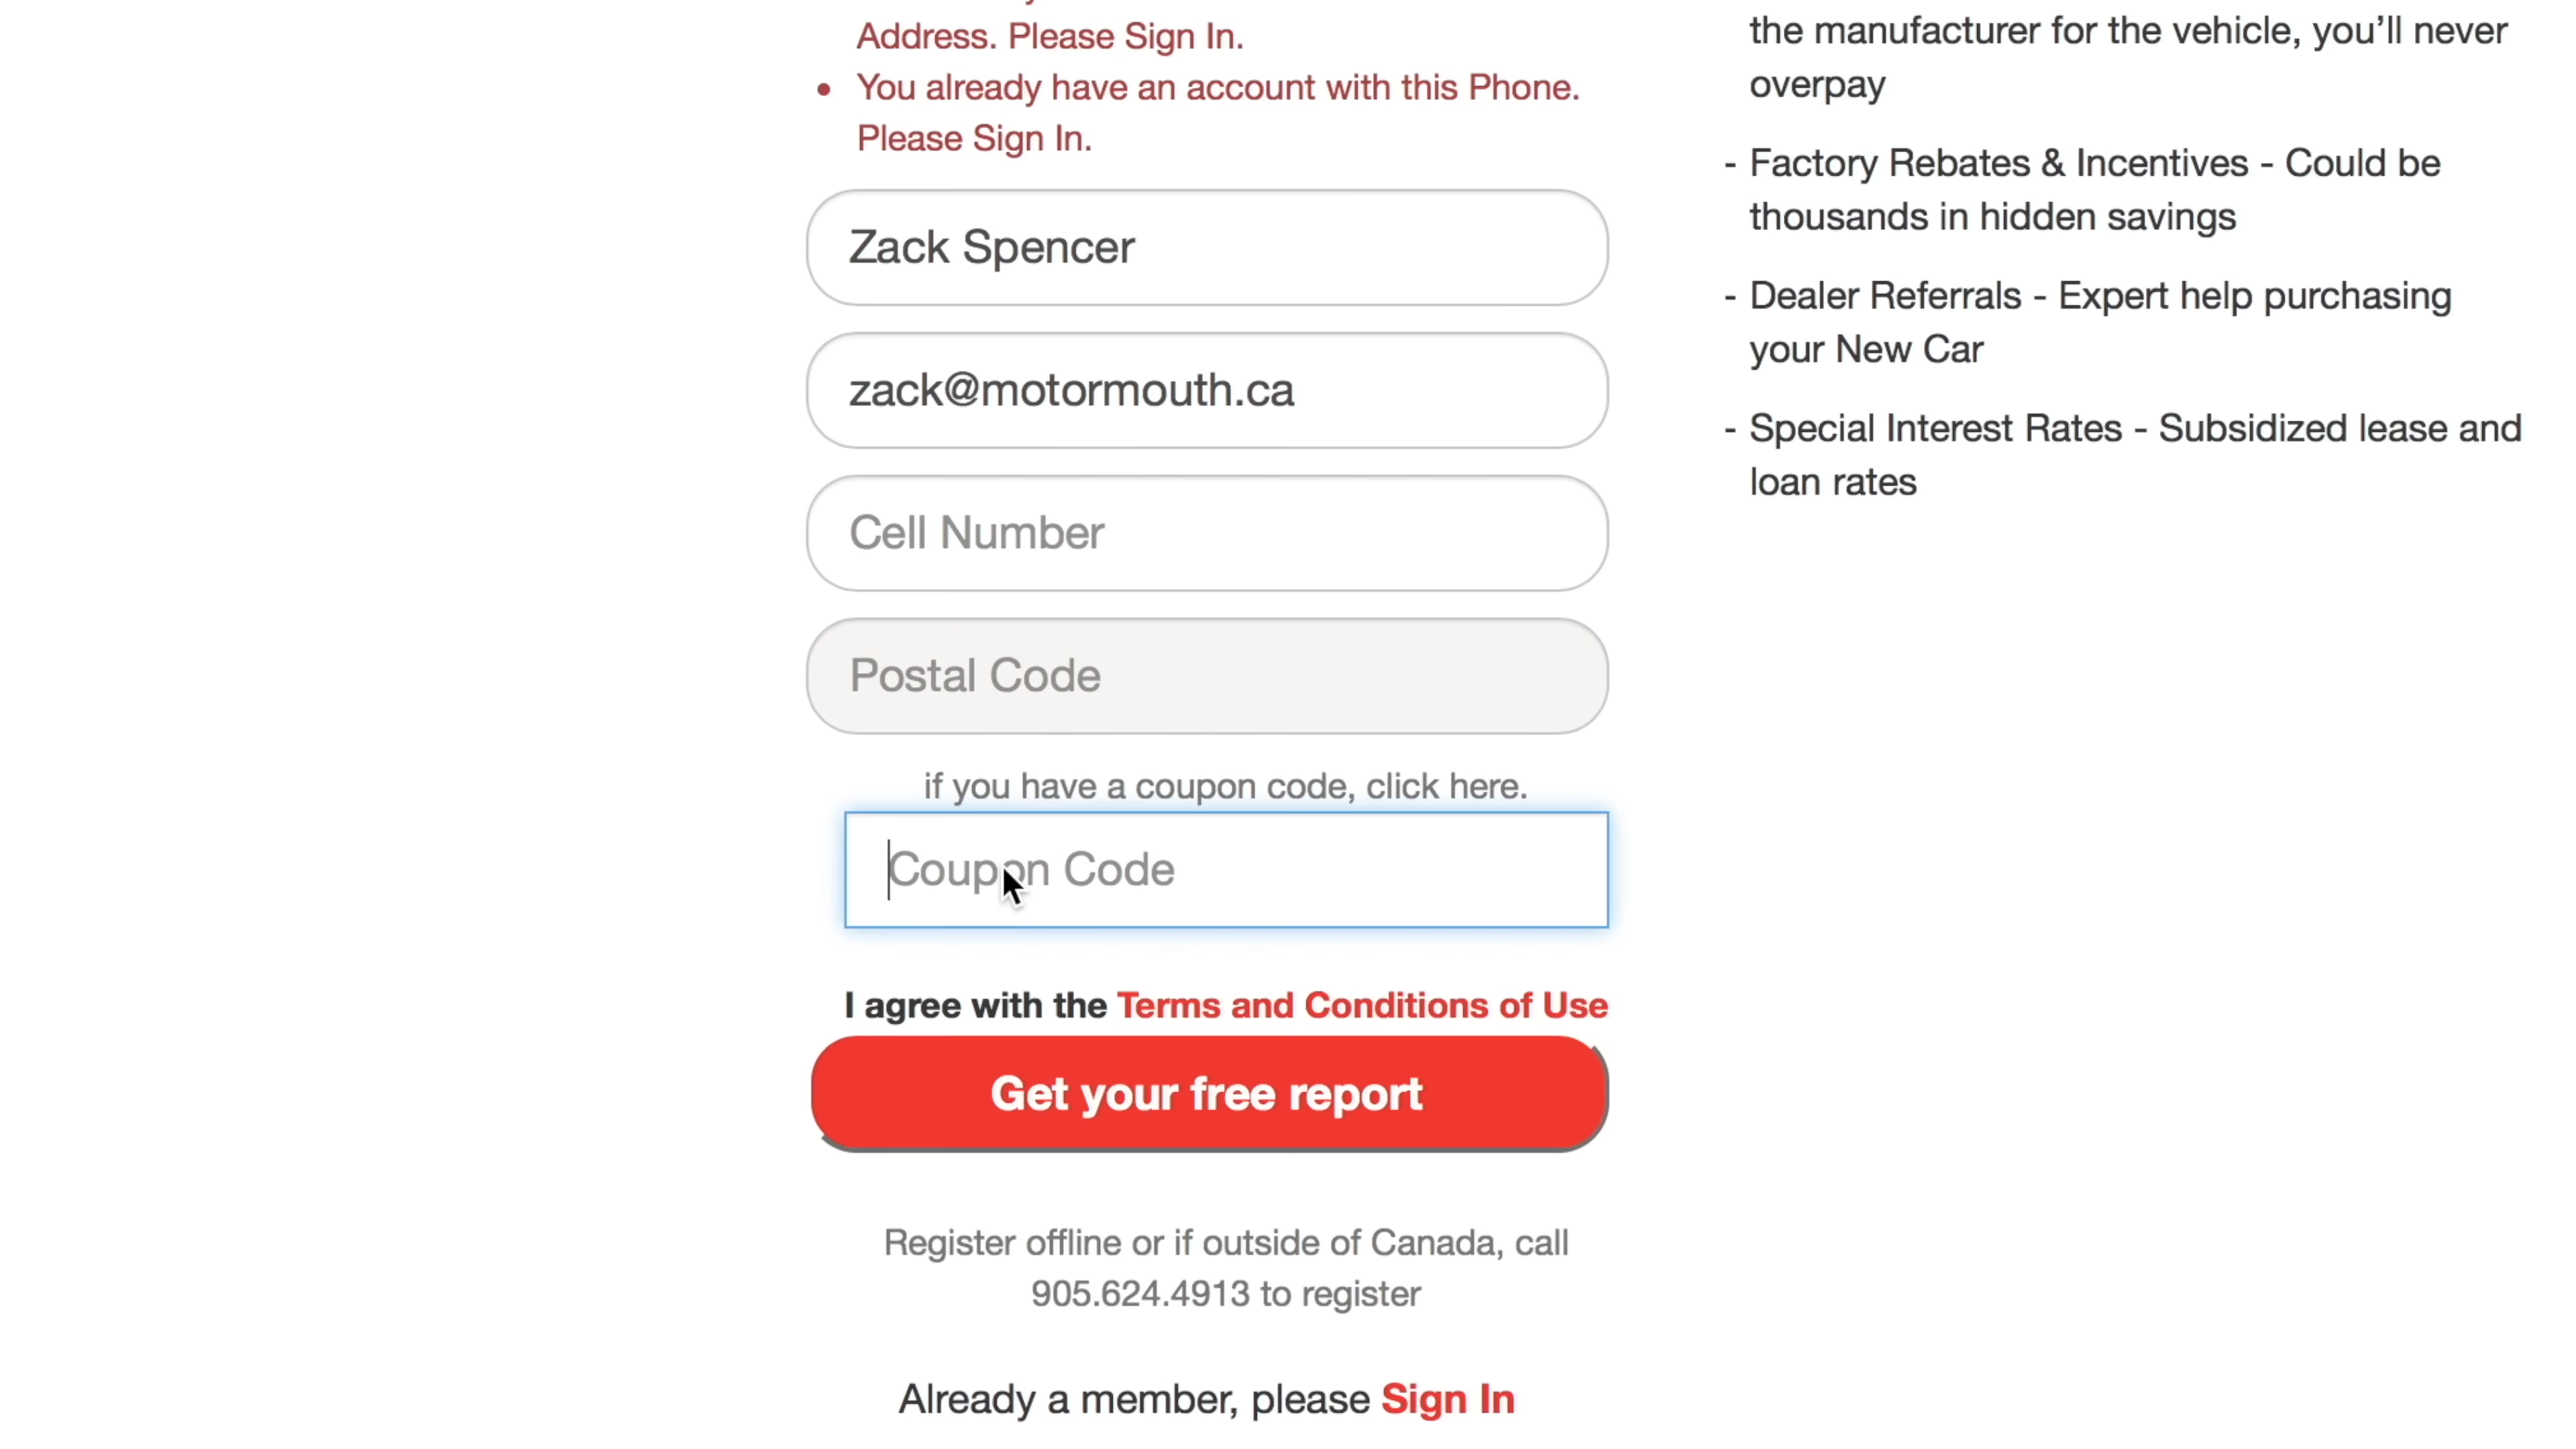 Address. Please Sign In.
• You already have an account with this Phone.
Please Sign In.
Zack Spencer
zack@motormouth.ca
Cell Number
Postal Code
if you have a coupon code, click here.
Coupon Code
I agree with the Terms and Conditions of Use
Get your free report
Register offline or if outside of Canada, call
905.624.4913 to register
Already a member, please Sign In
the manufacturer for the vehicle, you’ll never
overpay
- Factory Rebates & Incentives - Could be
thousands in hidden savings
- Dealer Referrals - Expert help purchasing
your New Car
- Special Interest Rates - Subsidized lease and
loan rates